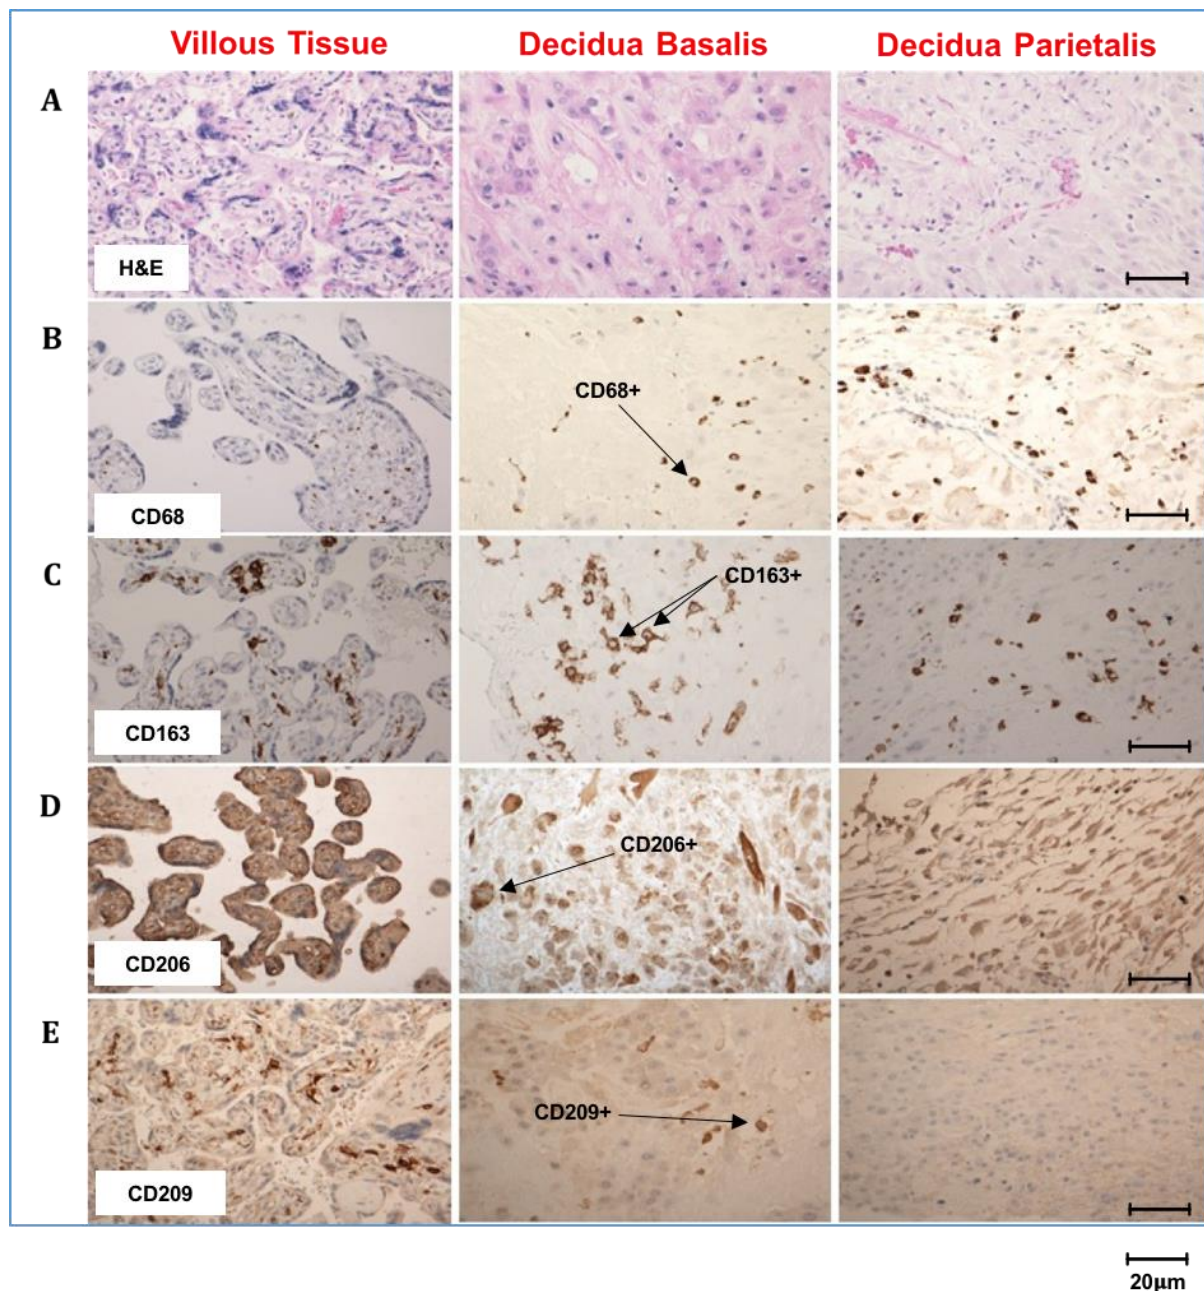 Villous Tissue Decidua Basalis Decidua Parietalis
A
H&E
B
CD68+
CD68
C
CD163+
CD163
D
CD206+
CD206
E
CD209+
CD209
20μm